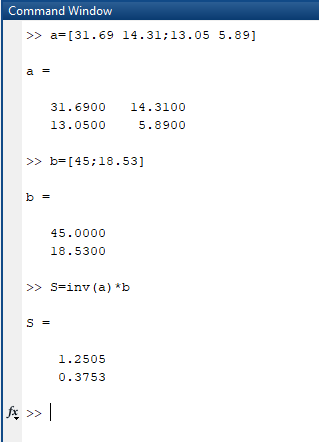 Command Window
>> a=[31.69 14.31;13.05 5.89]
a =
31.6900 14.3100
13.0500 5.8900
>> b=[45;18.53]
b =
45.0000
18.5300
>> S=inv(a)*b
S =
1.2505
0.3753
fx >>